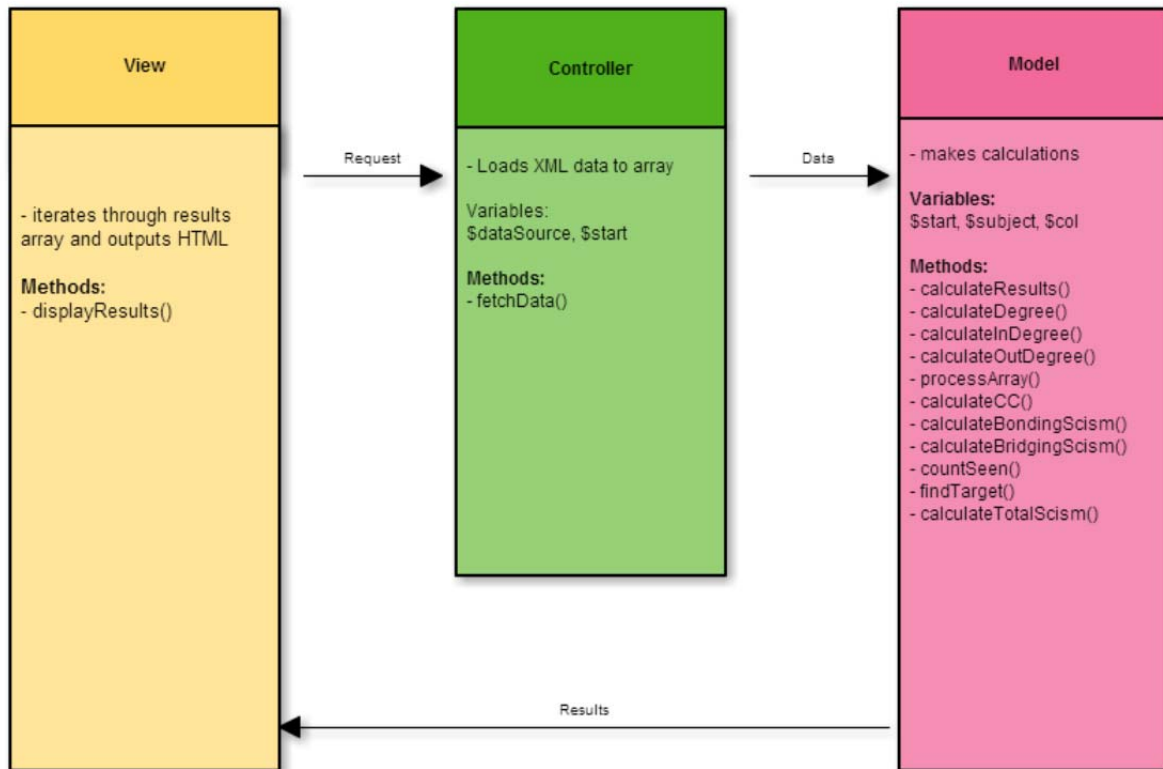 View
- iterates through results
array and outputs HTML
Methods:
- displayResults()
Request
Controller
- Loads XML data to array
Variables:
$dataSource, $start
Methods:
- fetchData()
Data
Model
- makes calculations
Variables:
$start, $subject, $col
Methods:
- calculateResults()
- calculateDegree()
- calculateInDegree()
- calculateOutDegree()
- processArray()
- calculateCC()
- calculateBondingScism()
- calculateBridgingScism()
- countSeen()
- findTarget()
- calculateTotalScism()
Results